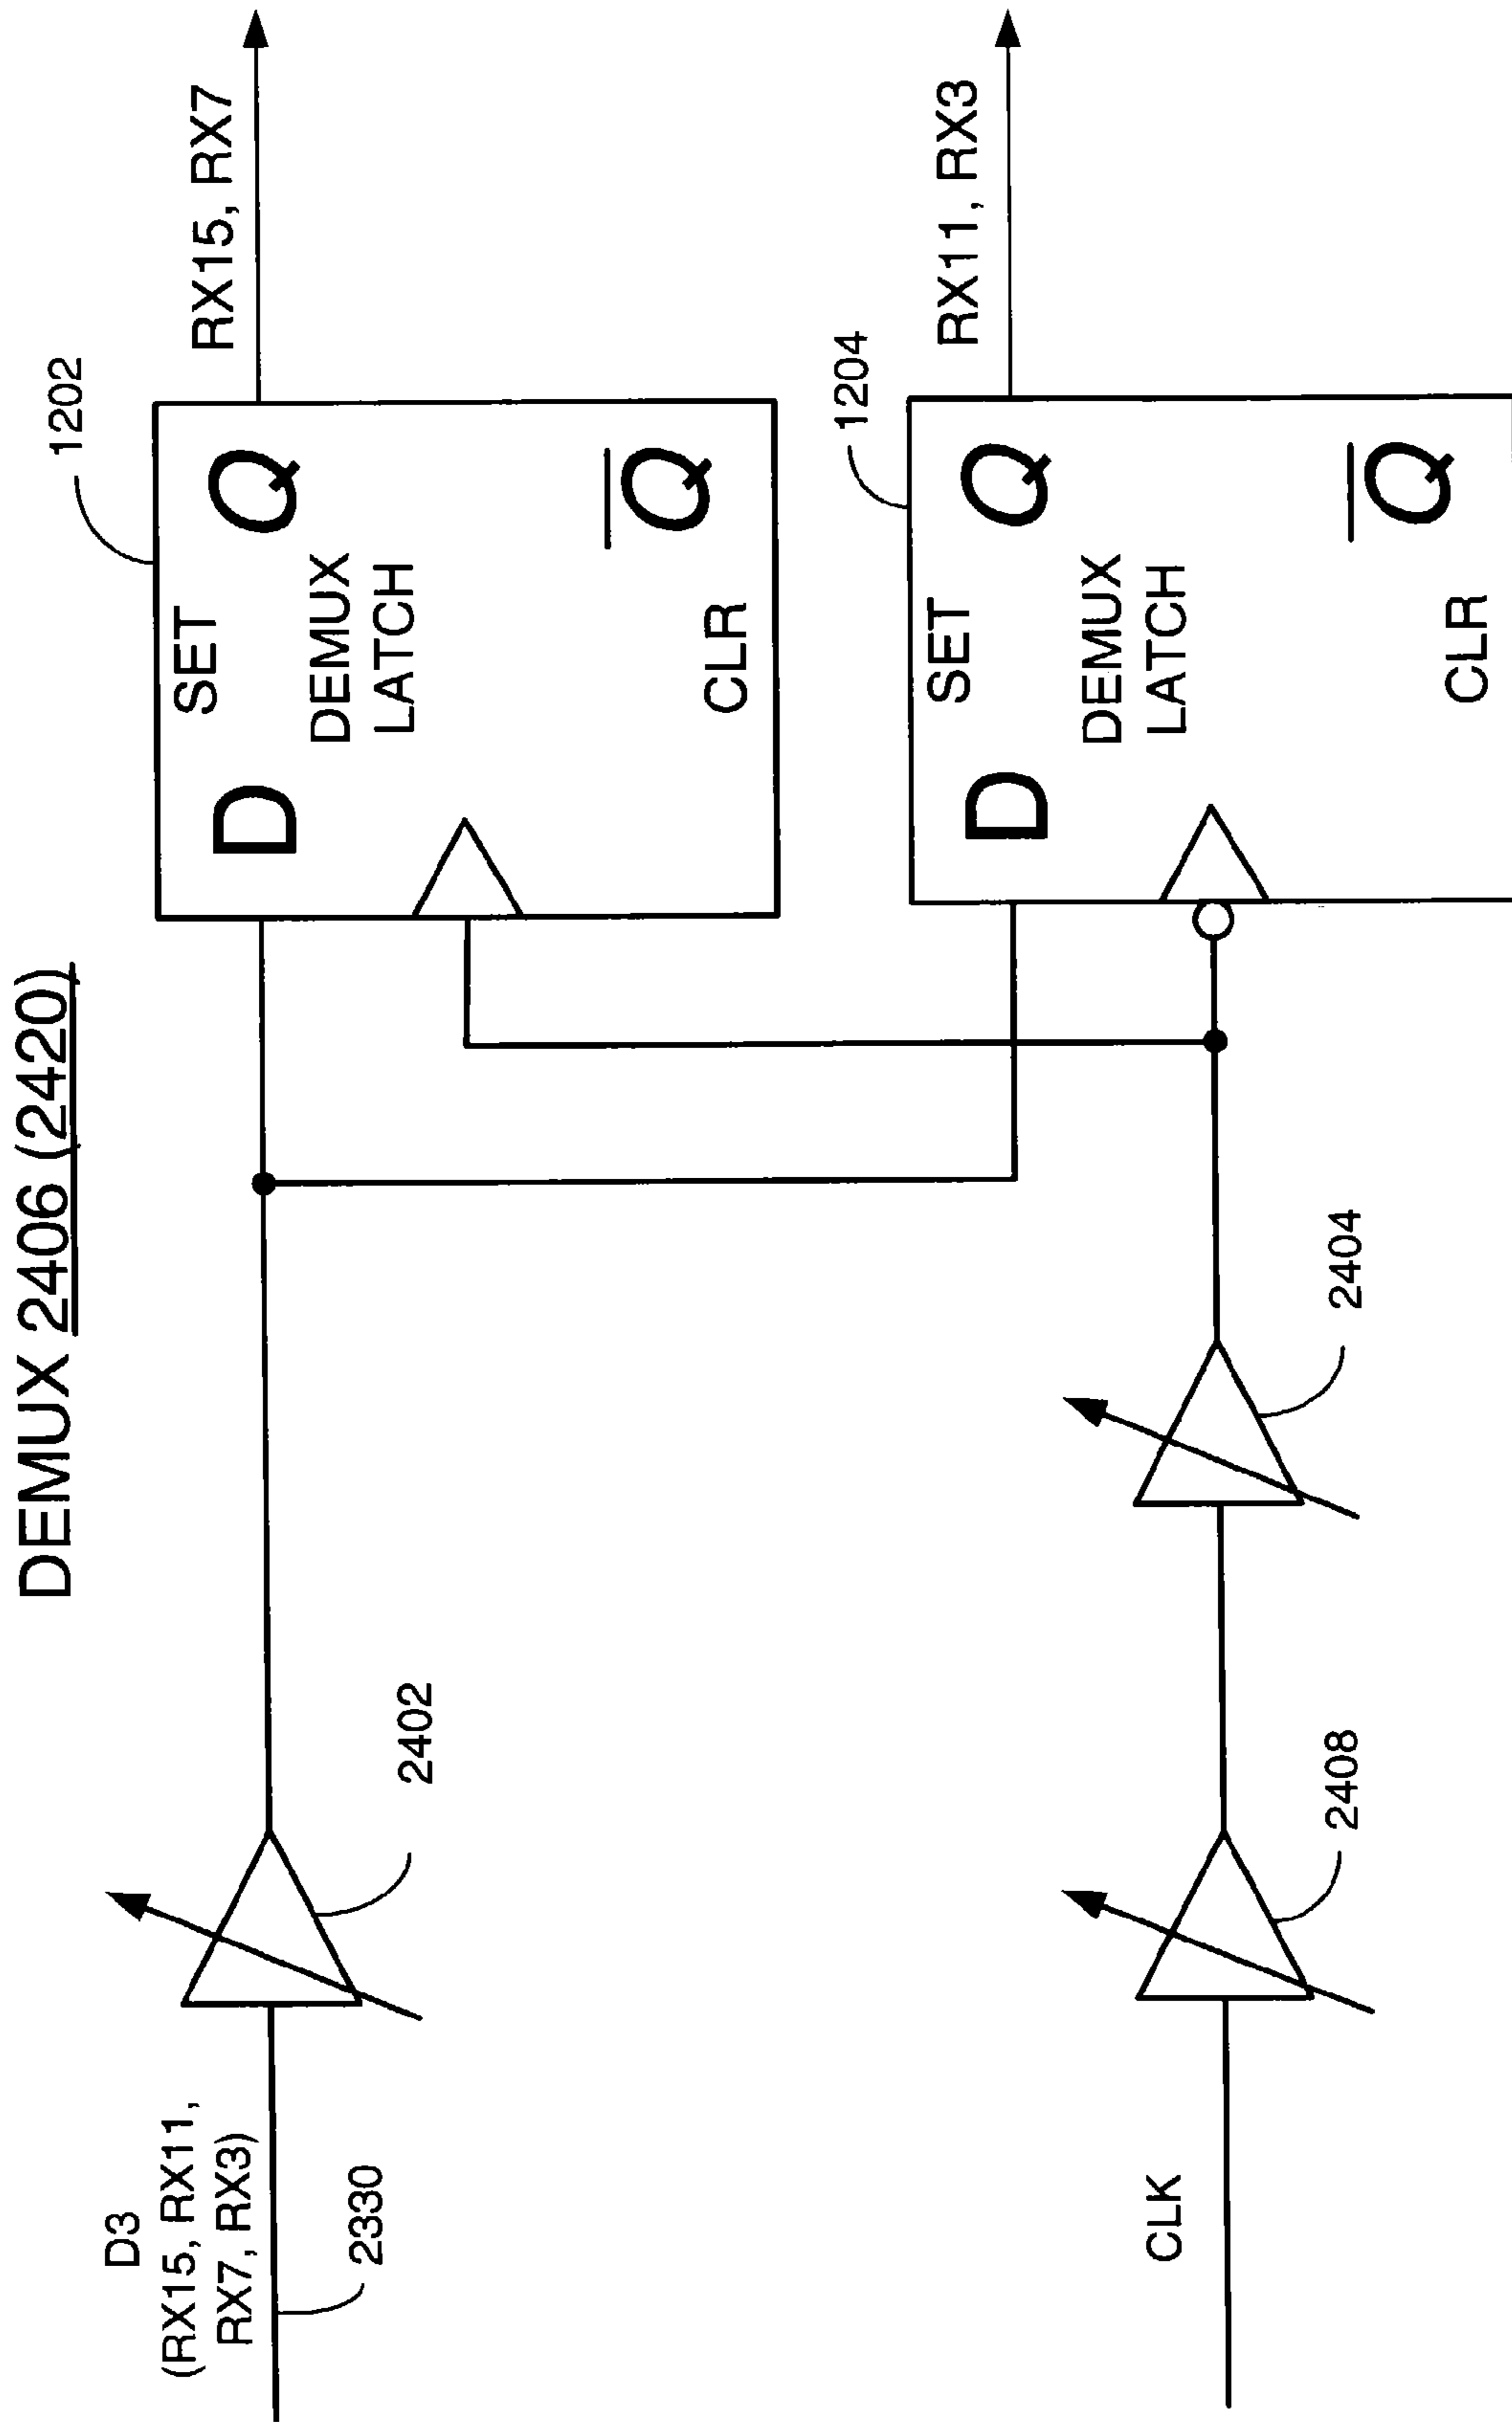 DEMUX 2406 (2420)
D3
(RX15, RX11,
RX7, RX3)
2330
2402
1202
SET
D
Q
DEMUX
LATCH
Q
CLR
RX15, RX7
CLK
2408
2404
1204
SET
D
Q
DEMUX
LATCH
Q
CLR
RX11, RX3